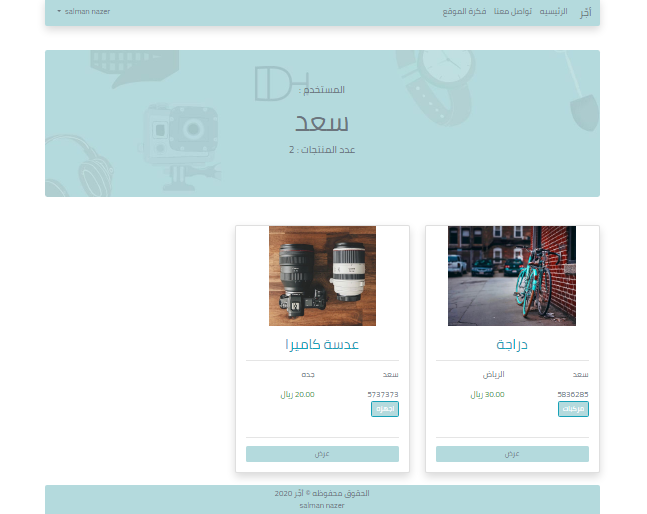 أجّر
الرئيسيه
تواصل معنا
فكرة الموقع
salman nazer
المستخدم :
سعد
عدد المنتجات : 2
دراجة
سعد
الرياض
5836285
30.00 ريال
مركبات
عرض
عدسة كاميرا
سعد
جده
5737373
20.00 ريال
اجهزه
عرض
الحقوق محفوظه © أجّر 2020
salman nazer